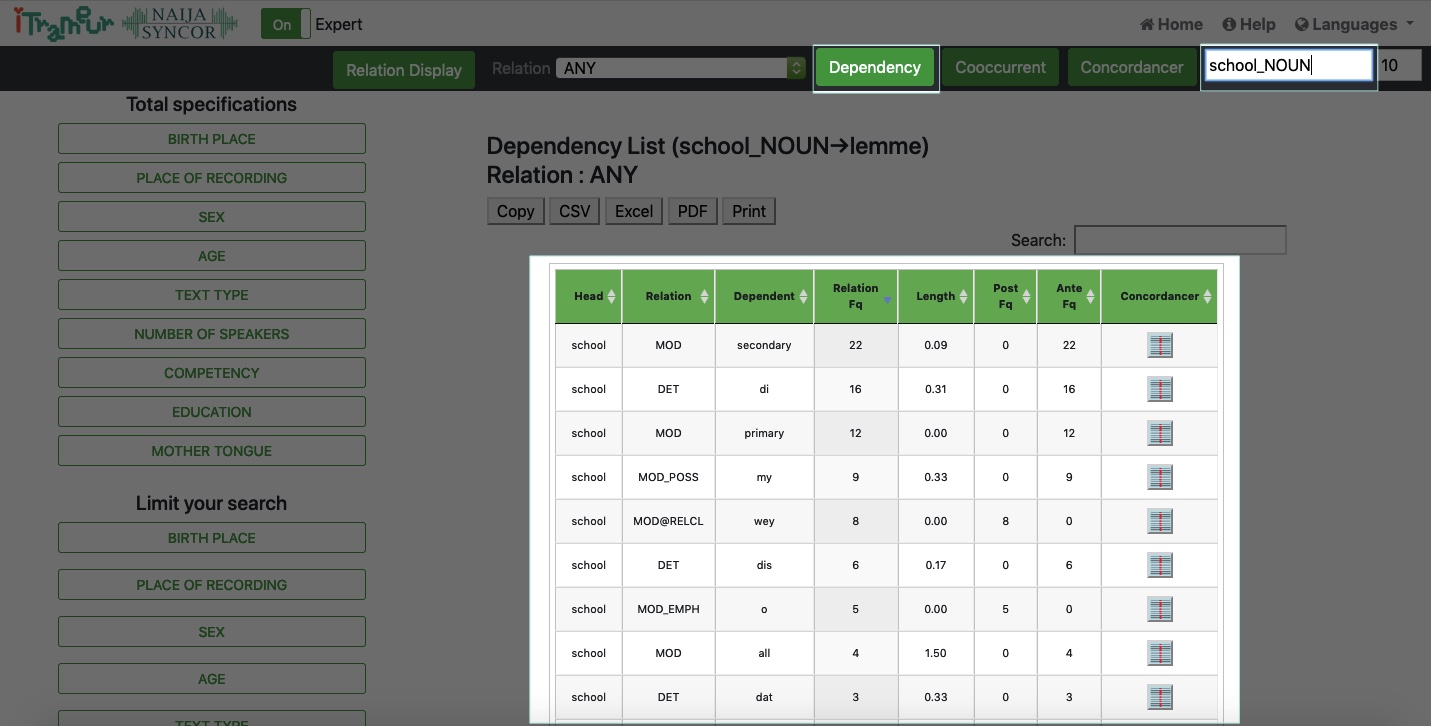 iTrameur NAIJA SYNCOR On Expert Home Help Languages
Relation Display Relation ANY Dependency Cooccurrent Concordancer school_NOUN 10
Total specifications
BIRTH PLACE
PLACE OF RECORDING
SEX
AGE
TEXT TYPE
NUMBER OF SPEAKERS
COMPETENCY
EDUCATION
MOTHER TONGUE
Limit your search
BIRTH PLACE
PLACE OF RECORDING
SEX
AGE
TEXT TYPE
Dependency List (school_NOUN→lemme)
Relation : ANY
Copy CSV Excel PDF Print
Search:
Head Relation Dependent Relation Fq Length Post Fq Ante Fq Concordancer
school MOD secondary 22 0.09 0 22
school DET di 16 0.31 0 16
school MOD primary 12 0.00 0 12
school MOD_POSS my 9 0.33 0 9
school MOD@RELCL wey 8 0.00 8 0
school DET dis 6 0.17 0 6
school MOD_EMPH o 5 0.00 5 0
school MOD all 4 1.50 0 4
school DET dat 3 0.33 0 3